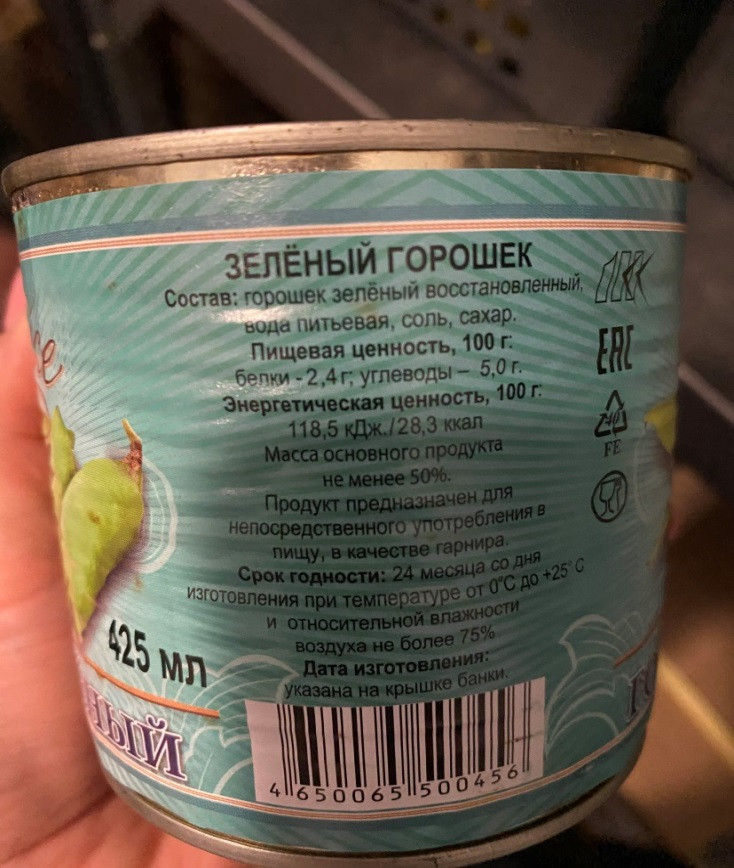 ЗЕЛЁНЫЙ ГОРОШЕК
Состав: горошек зелёный восстановленный,
вода питьевая, соль, сахар.
Пищевая ценность, 100 г:
белки - 2,4 г; углеводы – 5,0 г.
Энергетическая ценность, 100 г:
118,5 кДж./28,3 ккал
Масса основного продукта
не менее 50%.
Продукт предназначен для
непосредственного употребления в
пищу, в качестве гарнира.
Срок годности: 24 месяца со дня
изготовления при температуре от 0°С до +25°С
и относительной влажности
воздуха не более 75%
Дата изготовления:
указана на крышке банки.
4 650065 500456
425 МЛ
НЫЙ
1КК
ЕАС
40
FE